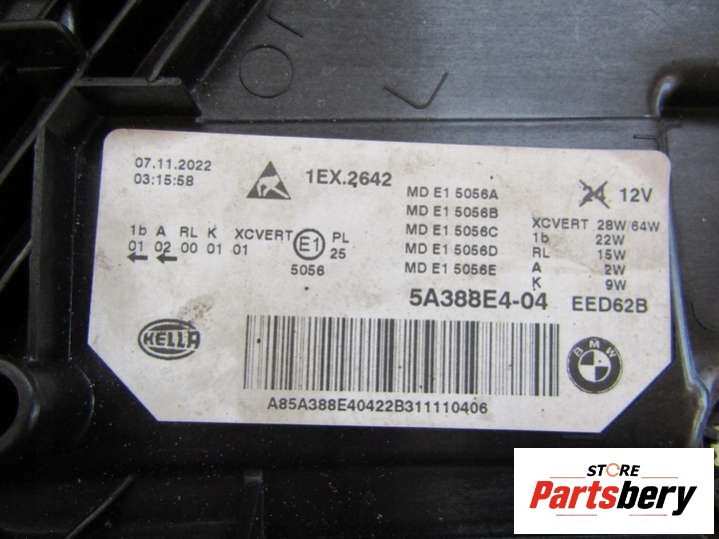 07.11.2022
03:15:58
1EX.2642
MD E1 5056A
MD E1 5056B
MD E1 5056C
MD E1 5056D
MD E1 5056E
24 12V
XCVERT 28W/64W
1b 22W
RL 15W
A 2W
K 9W
1b A RL K XCVERT
01 02 00 01 01
E1
5056
PL
25
5A388E4-04 EED62B
HELLA
BMW
A85A388E40422B311110406
STORE
Partsbery